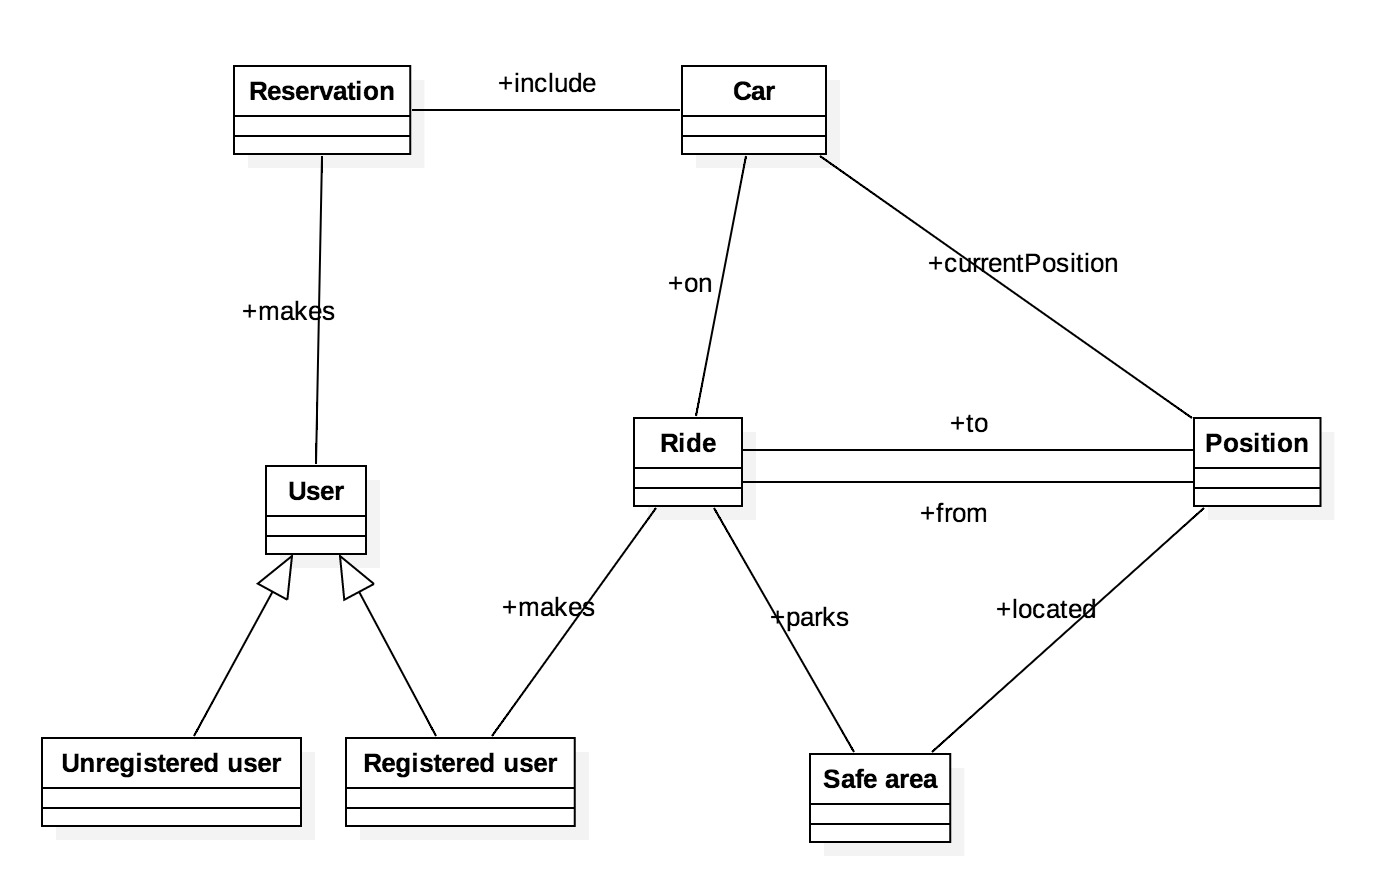 +include
Reservation
Car
+currentPosition
+on
+makes
+to
Ride
Position
User
+from
+makes
+located
+parks
Unregistered user
Registered user
Safe area